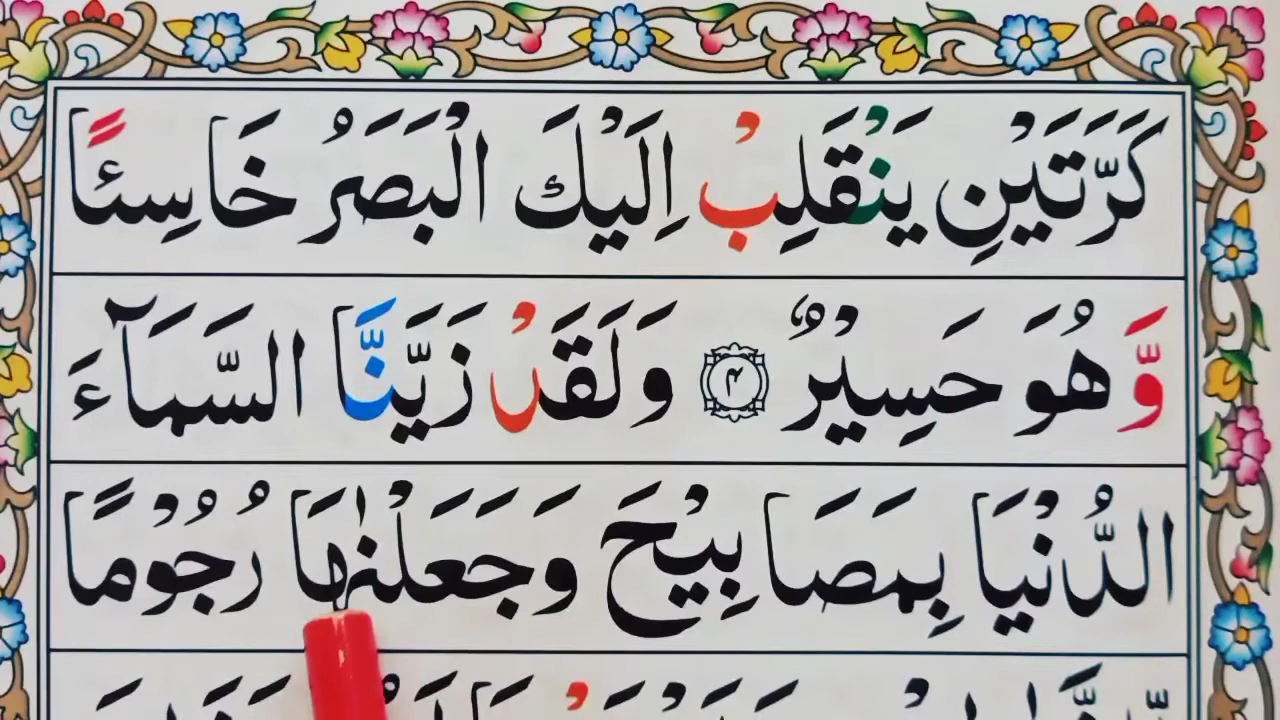 كَرَّتَيْنِ يَنْقَلِبْ اِلَيْكَ الْبَصَرُ خَاسِئًا
وَّهُوَ حَسِيْرٌ ۴ وَلَقَدْ زَيَّنَّا السَّمَآءَ
الدُّنْيَا بِمَصَابِيْحَ وَجَعَلْنٰهَا رُجُوْمًا